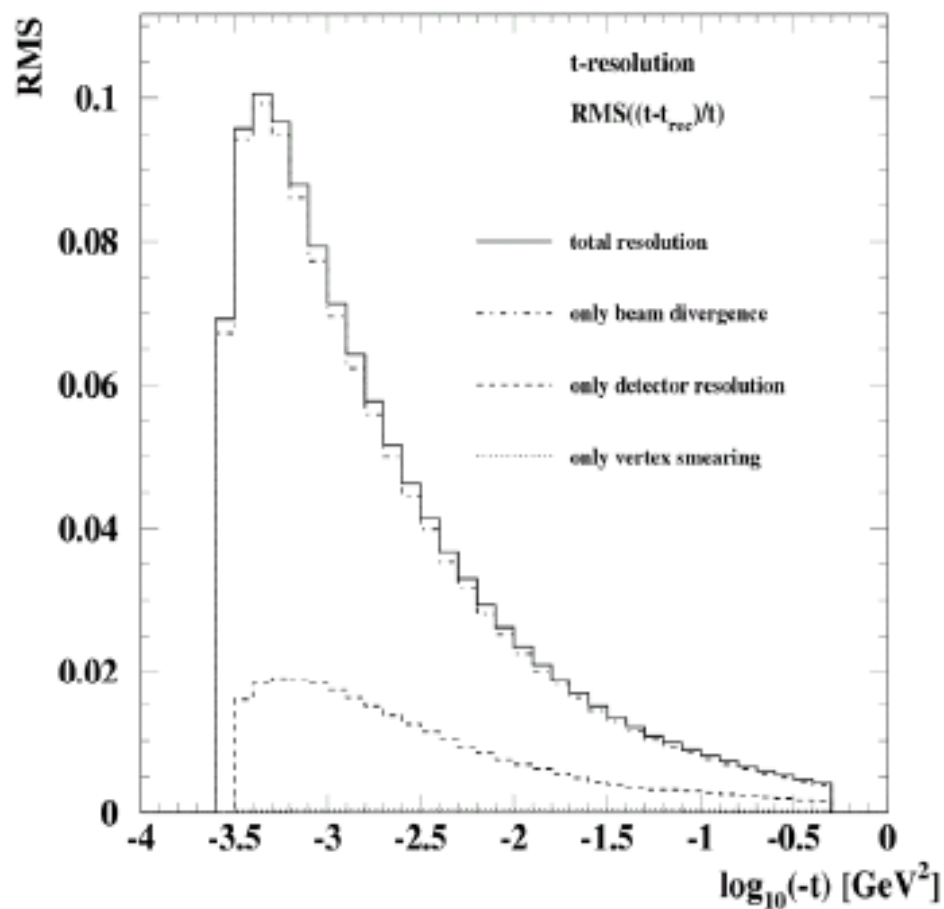 RMS
t-resolution
RMS((t-t_rec)/t)
total resolution
only beam divergence
only detector resolution
only vertex smearing
0.1
0.08
0.06
0.04
0.02
0
-4 -3.5 -3 -2.5 -2 -1.5 -1 -0.5 0
log₁₀(-t) [GeV²]